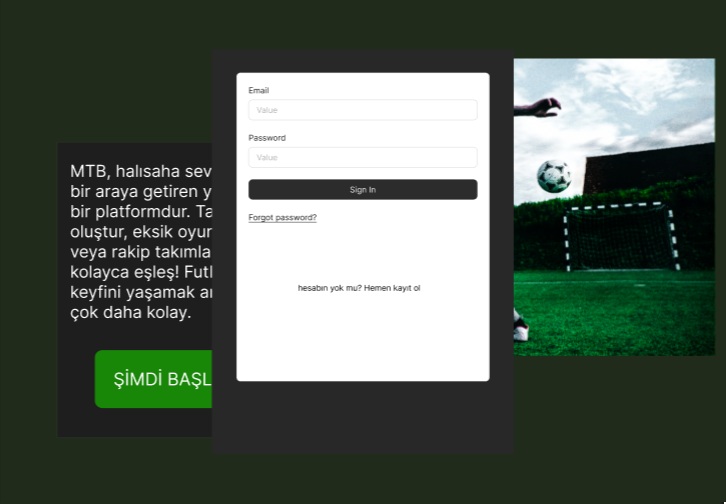 MTB, halısaha sev
bir araya getiren y
bir platformdur. Ta
oluştur, eksik oyur
veya rakip takımla
kolayca eşleş! Futl
keyfini yaşamak ar
çok daha kolay.
ŞİMDİ BAŞL
Email
Value
Password
Value
Sign In
Forgot password?
hesabın yok mu? Hemen kayıt ol